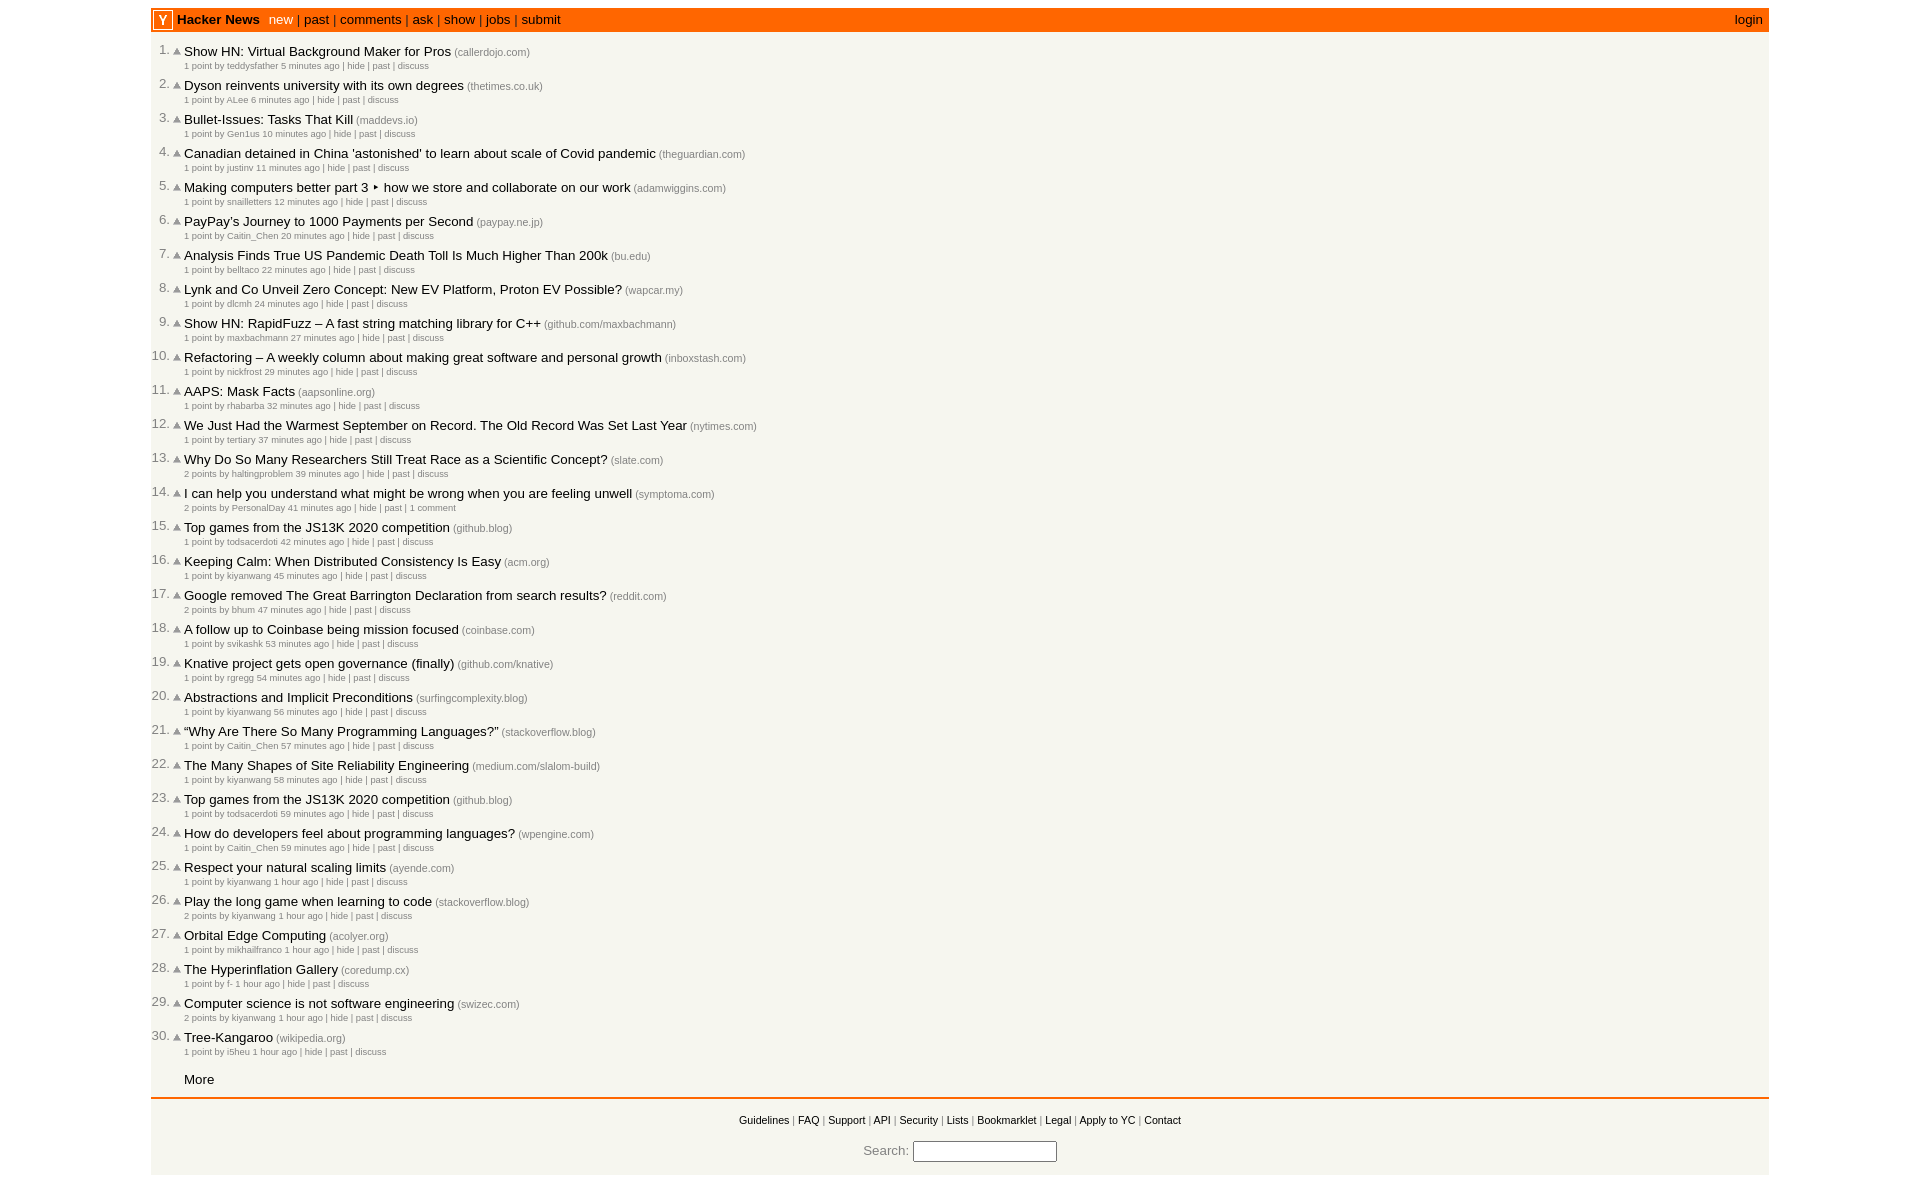 Y Hacker News new | past | comments | ask | show | jobs | submit login
1. Show HN: Virtual Background Maker for Pros (callerdojo.com)
1 point by teddysfather 5 minutes ago | hide | past | discuss
2. Dyson reinvents university with its own degrees (thetimes.co.uk)
1 point by ALee 6 minutes ago | hide | past | discuss
3. Bullet-Issues: Tasks That Kill (maddevs.io)
1 point by Gen1us 10 minutes ago | hide | past | discuss
4. Canadian detained in China 'astonished' to learn about scale of Covid pandemic (theguardian.com)
1 point by justinv 11 minutes ago | hide | past | discuss
5. Making computers better part 3 ‣ how we store and collaborate on our work (adamwiggins.com)
1 point by snailletters 12 minutes ago | hide | past | discuss
6. PayPay’s Journey to 1000 Payments per Second (paypay.ne.jp)
1 point by Caitin_Chen 20 minutes ago | hide | past | discuss
7. Analysis Finds True US Pandemic Death Toll Is Much Higher Than 200k (bu.edu)
1 point by belltaco 22 minutes ago | hide | past | discuss
8. Lynk and Co Unveil Zero Concept: New EV Platform, Proton EV Possible? (wapcar.my)
1 point by dlcmh 24 minutes ago | hide | past | discuss
9. Show HN: RapidFuzz – A fast string matching library for C++ (github.com/maxbachmann)
1 point by maxbachmann 27 minutes ago | hide | past | discuss
10. Refactoring – A weekly column about making great software and personal growth (inboxstash.com)
1 point by nickfrost 29 minutes ago | hide | past | discuss
11. AAPS: Mask Facts (aapsonline.org)
1 point by rhabarba 32 minutes ago | hide | past | discuss
12. We Just Had the Warmest September on Record. The Old Record Was Set Last Year (nytimes.com)
1 point by tertiary 37 minutes ago | hide | past | discuss
13. Why Do So Many Researchers Still Treat Race as a Scientific Concept? (slate.com)
2 points by haltingproblem 39 minutes ago | hide | past | discuss
14. I can help you understand what might be wrong when you are feeling unwell (symptoma.com)
2 points by PersonalDay 41 minutes ago | hide | past | 1 comment
15. Top games from the JS13K 2020 competition (github.blog)
1 point by todsacerdoti 42 minutes ago | hide | past | discuss
16. Keeping Calm: When Distributed Consistency Is Easy (acm.org)
1 point by kiyanwang 45 minutes ago | hide | past | discuss
17. Google removed The Great Barrington Declaration from search results? (reddit.com)
2 points by bhum 47 minutes ago | hide | past | discuss
18. A follow up to Coinbase being mission focused (coinbase.com)
1 point by svikashk 53 minutes ago | hide | past | discuss
19. Knative project gets open governance (finally) (github.com/knative)
1 point by rgregg 54 minutes ago | hide | past | discuss
20. Abstractions and Implicit Preconditions (surfingcomplexity.blog)
1 point by kiyanwang 56 minutes ago | hide | past | discuss
21. “Why Are There So Many Programming Languages?” (stackoverflow.blog)
1 point by Caitin_Chen 57 minutes ago | hide | past | discuss
22. The Many Shapes of Site Reliability Engineering (medium.com/slalom-build)
1 point by kiyanwang 58 minutes ago | hide | past | discuss
23. Top games from the JS13K 2020 competition (github.blog)
1 point by todsacerdoti 59 minutes ago | hide | past | discuss
24. How do developers feel about programming languages? (wpengine.com)
1 point by Caitin_Chen 59 minutes ago | hide | past | discuss
25. Respect your natural scaling limits (ayende.com)
1 point by kiyanwang 1 hour ago | hide | past | discuss
26. Play the long game when learning to code (stackoverflow.blog)
2 points by kiyanwang 1 hour ago | hide | past | discuss
27. Orbital Edge Computing (acolyer.org)
1 point by mikhailfranco 1 hour ago | hide | past | discuss
28. The Hyperinflation Gallery (coredump.cx)
1 point by f- 1 hour ago | hide | past | discuss
29. Computer science is not software engineering (swizec.com)
2 points by kiyanwang 1 hour ago | hide | past | discuss
30. Tree-Kangaroo (wikipedia.org)
1 point by i5heu 1 hour ago | hide | past | discuss
More
Guidelines | FAQ | Support | API | Security | Lists | Bookmarklet | Legal | Apply to YC | Contact
Search: